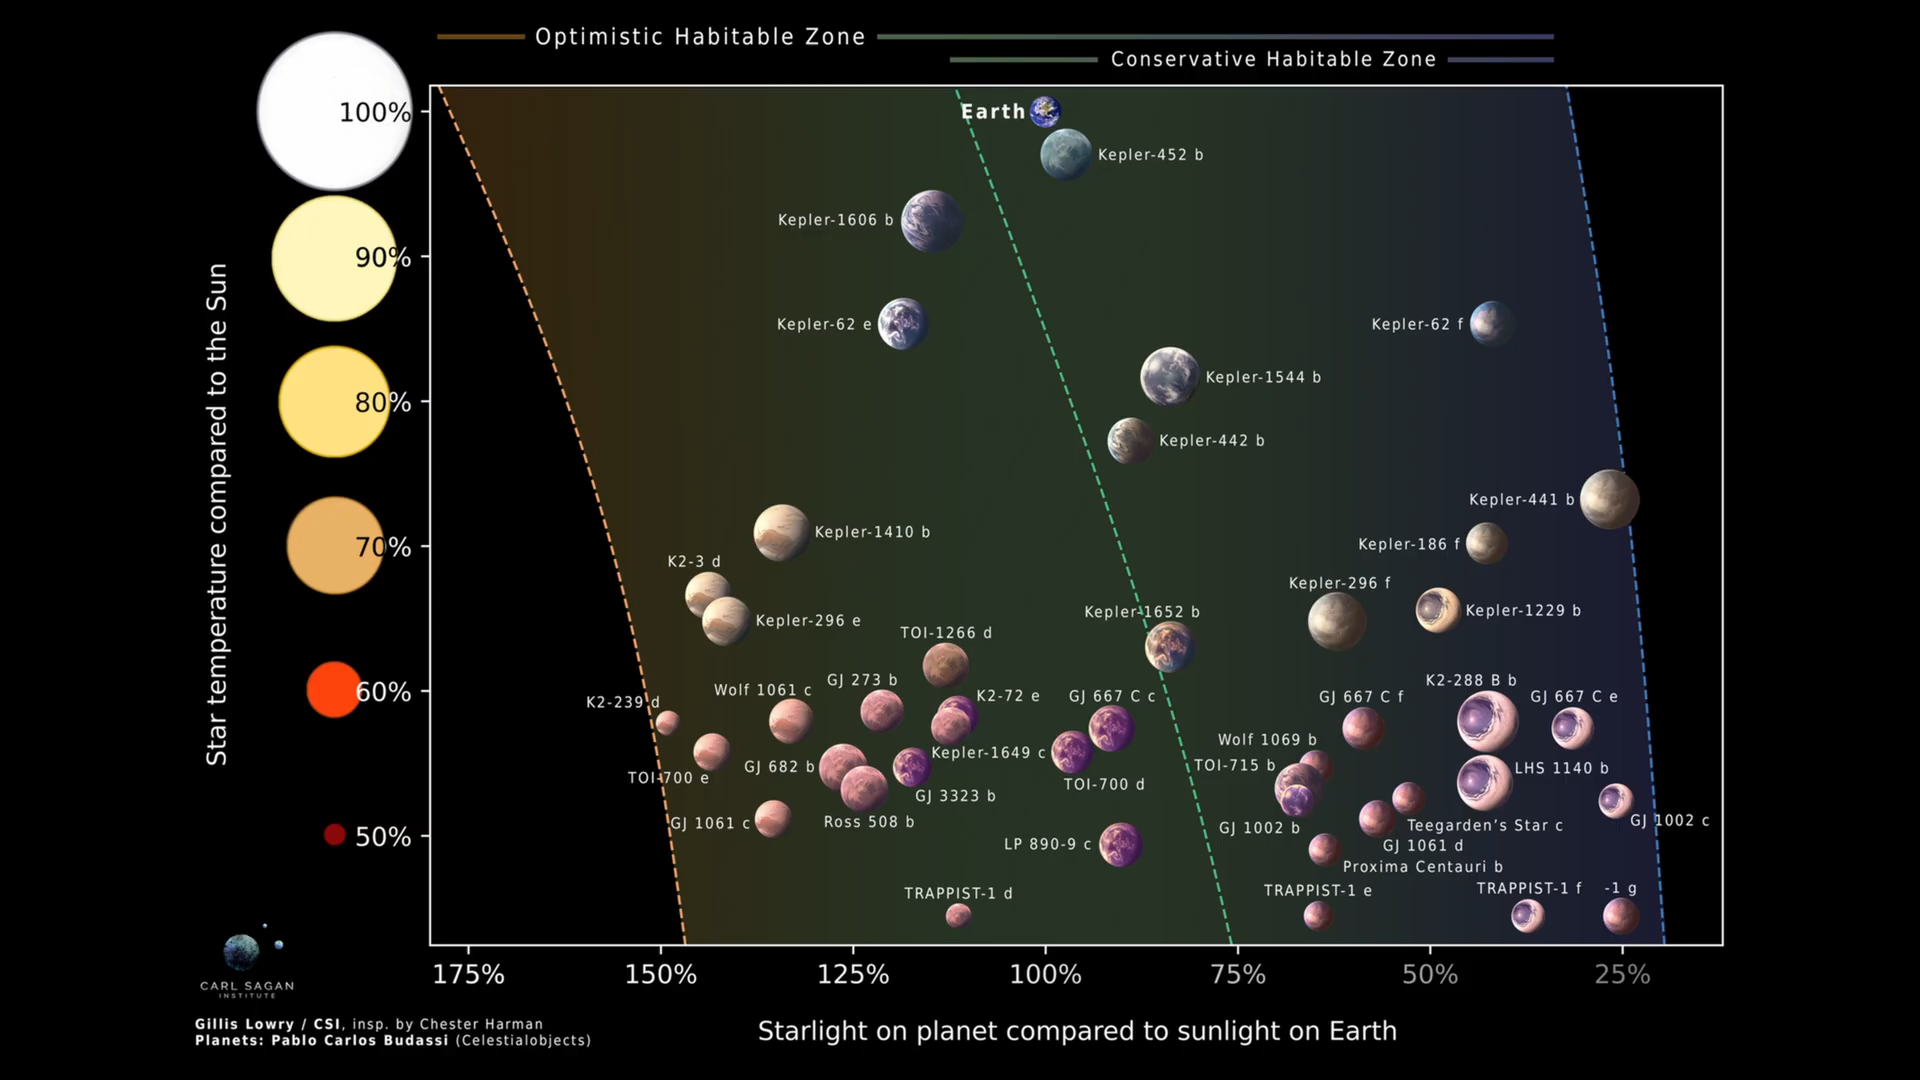 Optimistic Habitable Zone
Conservative Habitable Zone
100%
Earth
Kepler-452 b
Kepler-1606 b
90%
Kepler-62 e
Kepler-62 f
Kepler-1544 b
80%
Kepler-442 b
Kepler-441 b
Kepler-1410 b
70%
Kepler-186 f
K2-3 d
Kepler-296 f
Kepler-1229 b
Kepler-1652 b
Kepler-296 e
TOI-1266 d
GJ 273 b
K2-288 B b
Wolf 1061 c
60%
K2-72 e
GJ 667 C c
GJ 667 C f
GJ 667 C e
K2-239 d
Wolf 1069 b
Kepler-1649 c
TOI-715 b
GJ 682 b
LHS 1140 b
TOI-700 e
TOI-700 d
GJ 3323 b
GJ 1061 c
Ross 508 b
GJ 1002 b
Teegarden’s Star c
GJ 1002 c
50%
LP 890-9 c
GJ 1061 d
Proxima Centauri b
TRAPPIST-1 d
TRAPPIST-1 e
TRAPPIST-1 f
-1 g
Star temperature compared to the Sun
175%
150%
125%
100%
75%
50%
25%
Starlight on planet compared to sunlight on Earth
CARL SAGAN
INSTITUTE
Gillis Lowry / CSI, insp. by Chester Harman
Planets: Pablo Carlos Budassi (Celestialobjects)